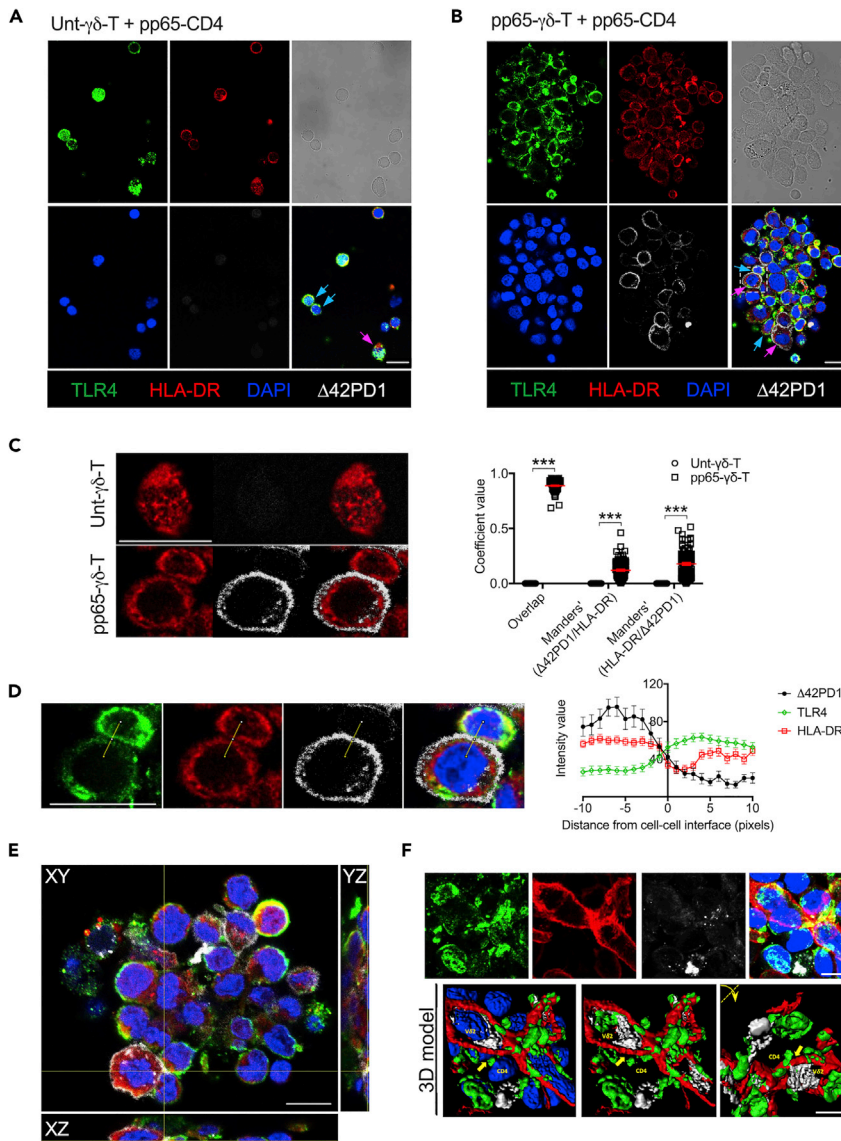 A
Unt-γδ-T + pp65-CD4
TLR4 HLA-DR DAPI Δ42PD1
B
pp65-γδ-T + pp65-CD4
TLR4 HLA-DR DAPI Δ42PD1
C
Unt-γδ-T
pp65-γδ-T
Coefficient value
1.0
0.5
0.0
*** *** ***
Unt-γδ-T
pp65-γδ-T
Overlap
Manders'
(Δ42PD1/HLA-DR)
Manders'
(HLA-DR/Δ42PD1)
D
Intensity value
120
80
40
-10 -5 0 5 10
Distance from cell-cell interface (pixels)
Δ42PD1
TLR4
HLA-DR
E
XY
YZ
XZ
F
3D model
Vδ2
CD4
Vδ2
CD4
CD4
Vδ2